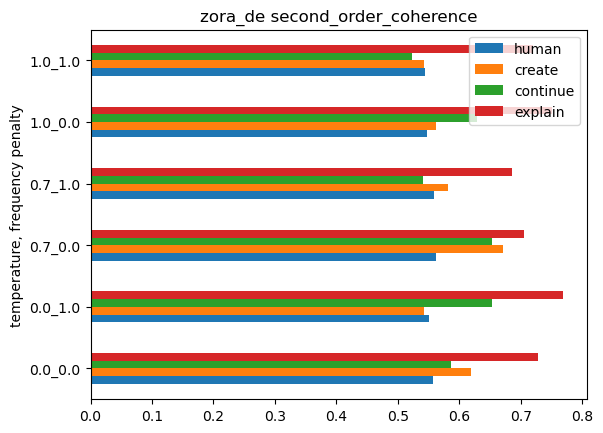 zora_de second_order_coherence
human
create
continue
explain
temperature, frequency penalty
1.0_1.0
1.0_0.0
0.7_1.0
0.7_0.0
0.0_1.0
0.0_0.0
0.0 0.1 0.2 0.3 0.4 0.5 0.6 0.7 0.8